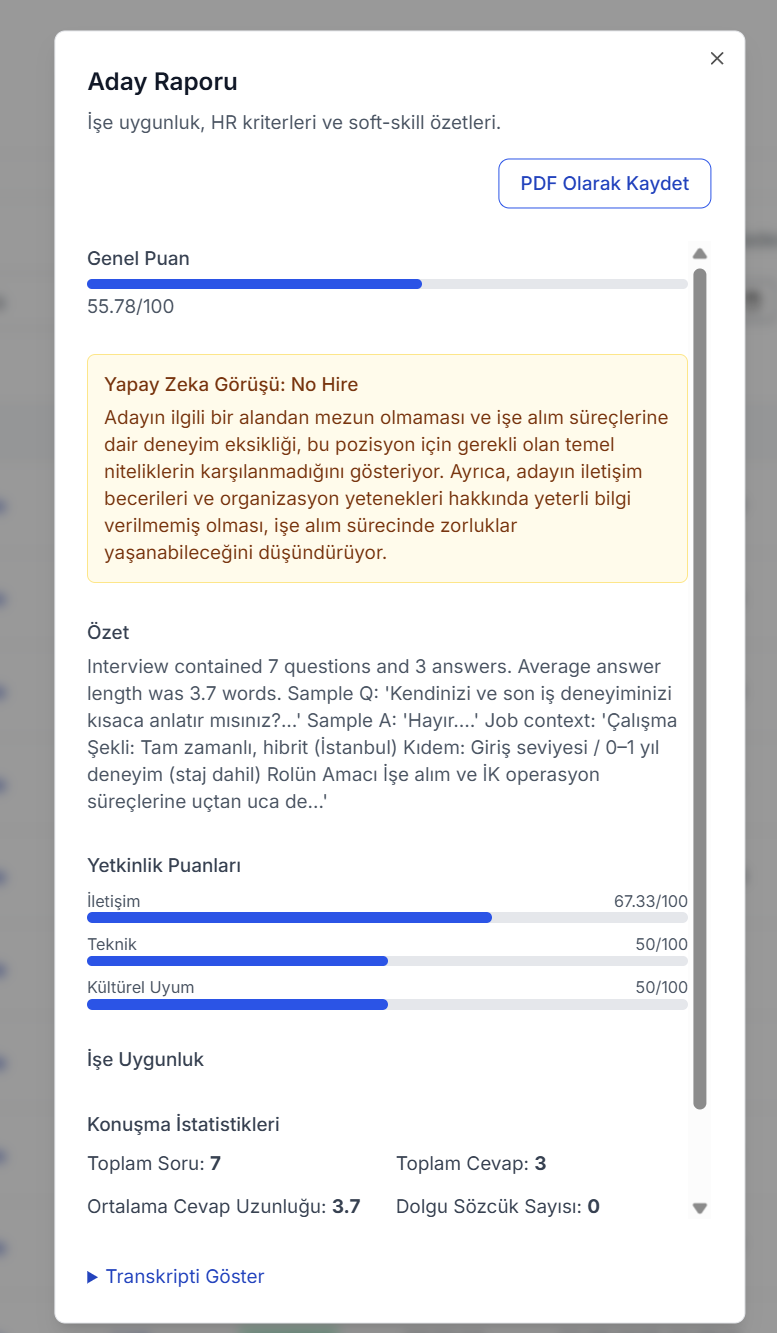 Aday Raporu
İşe uygunluk, HR kriterleri ve soft-skill özetleri.
PDF Olarak Kaydet
Genel Puan
55.78/100
Yapay Zeka Görüşü: No Hire
Adayın ilgili bir alandan mezun olmaması ve işe alım süreçlerine
dair deneyim eksikliği, bu pozisyon için gerekli olan temel
niteliklerin karşılanmadığını gösteriyor. Ayrıca, adayın iletişim
becerileri ve organizasyon yetenekleri hakkında yeterli bilgi
verilmemiş olması, işe alım sürecinde zorluklar
yaşanabileceğini düşündürüyor.
Özet
Interview contained 7 questions and 3 answers. Average answer
length was 3.7 words. Sample Q: 'Kendinizi ve son iş deneyiminizi
kısaca anlatır mısınız?...' Sample A: 'Hayır....' Job context: 'Çalışma
Şekli: Tam zamanlı, hibrit (İstanbul) Kıdem: Giriş seviyesi / 0–1 yıl
deneyim (staj dahil) Rolün Amacı İşe alım ve İK operasyon
süreçlerine uçtan uca de...'
Yetkinlik Puanları
İletişim 67.33/100
Teknik 50/100
Kültürel Uyum 50/100
İşe Uygunluk
Konuşma İstatistikleri
Toplam Soru: 7 Toplam Cevap: 3
Ortalama Cevap Uzunluğu: 3.7 Dolgu Sözcük Sayısı: 0
Transkripti Göster